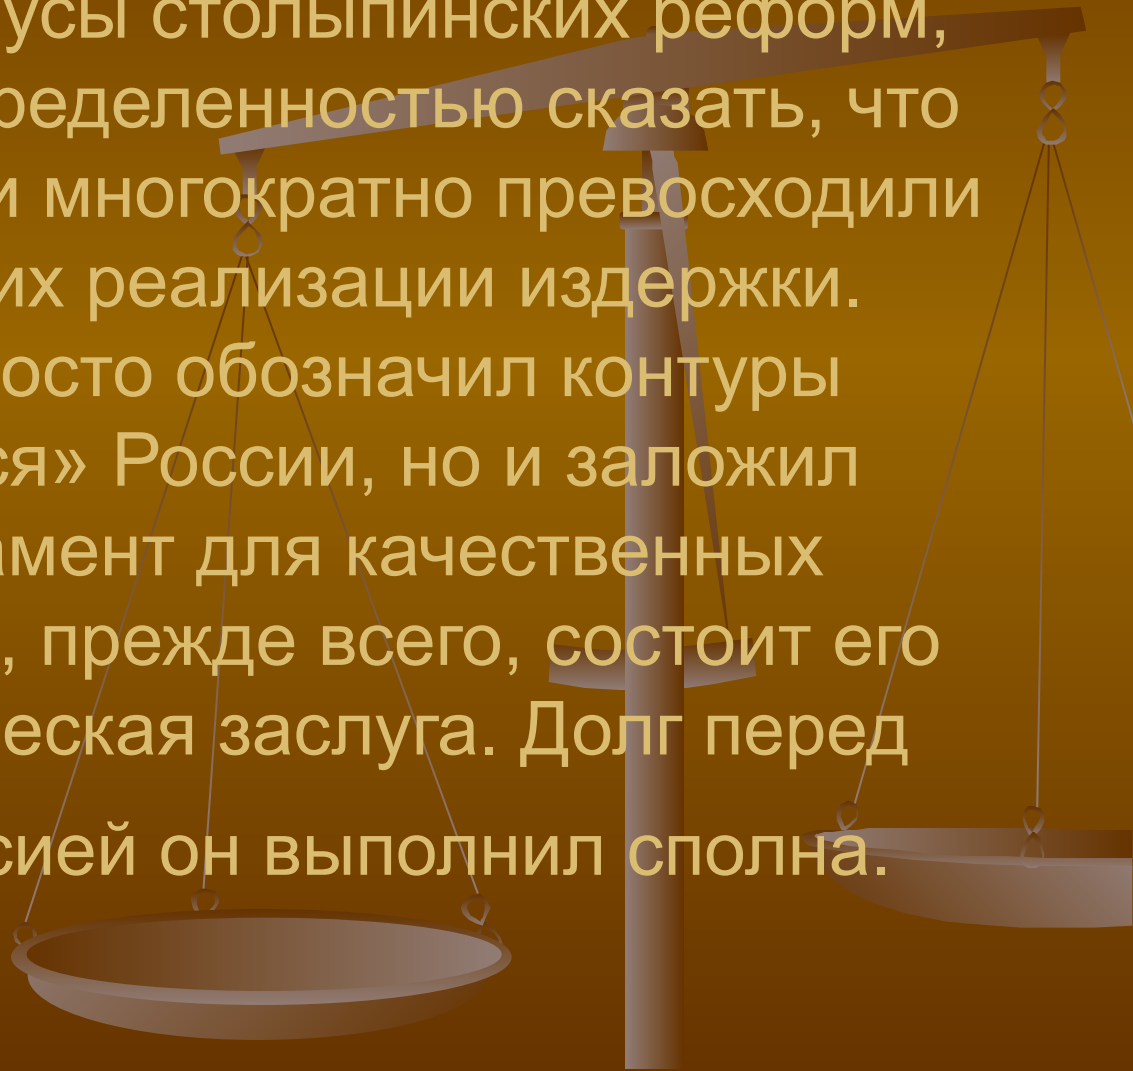 усы столыпинских реформ,
ределенностью сказать, что
и многократно превосходили
их реализации издержки.
осто обозначил контуры
ся» России, но и заложил
амент для качественных
, прежде всего, состоит его
еская заслуга. Долг перед
сией он выполнил сполна.